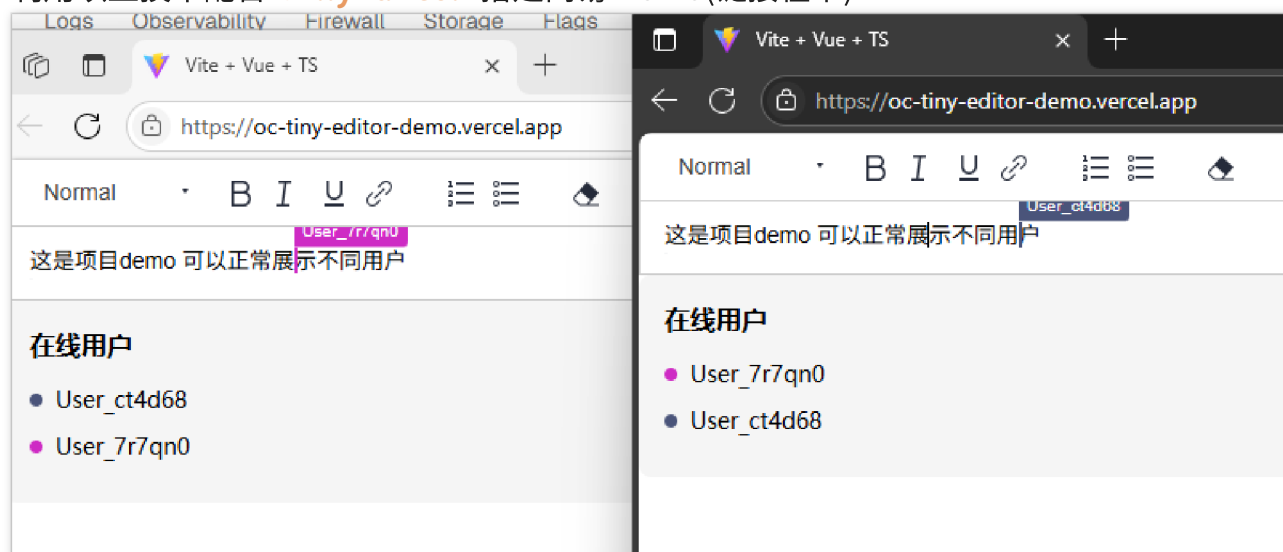 Logs Observability Firewall Storage Flags
Vite + Vue + TS
https://oc-tiny-editor-demo.vercel.app
Normal
B I U
User_7r7qn0
这是项目demo 可以正常展示不同用户
在线用户
User_ct4d68
User_7r7qn0
Vite + Vue + TS
https://oc-tiny-editor-demo.vercel.app
Normal
B I U
User_ct4d68
这是项目demo 可以正常展示不同用户
在线用户
User_7r7qn0
User_ct4d68